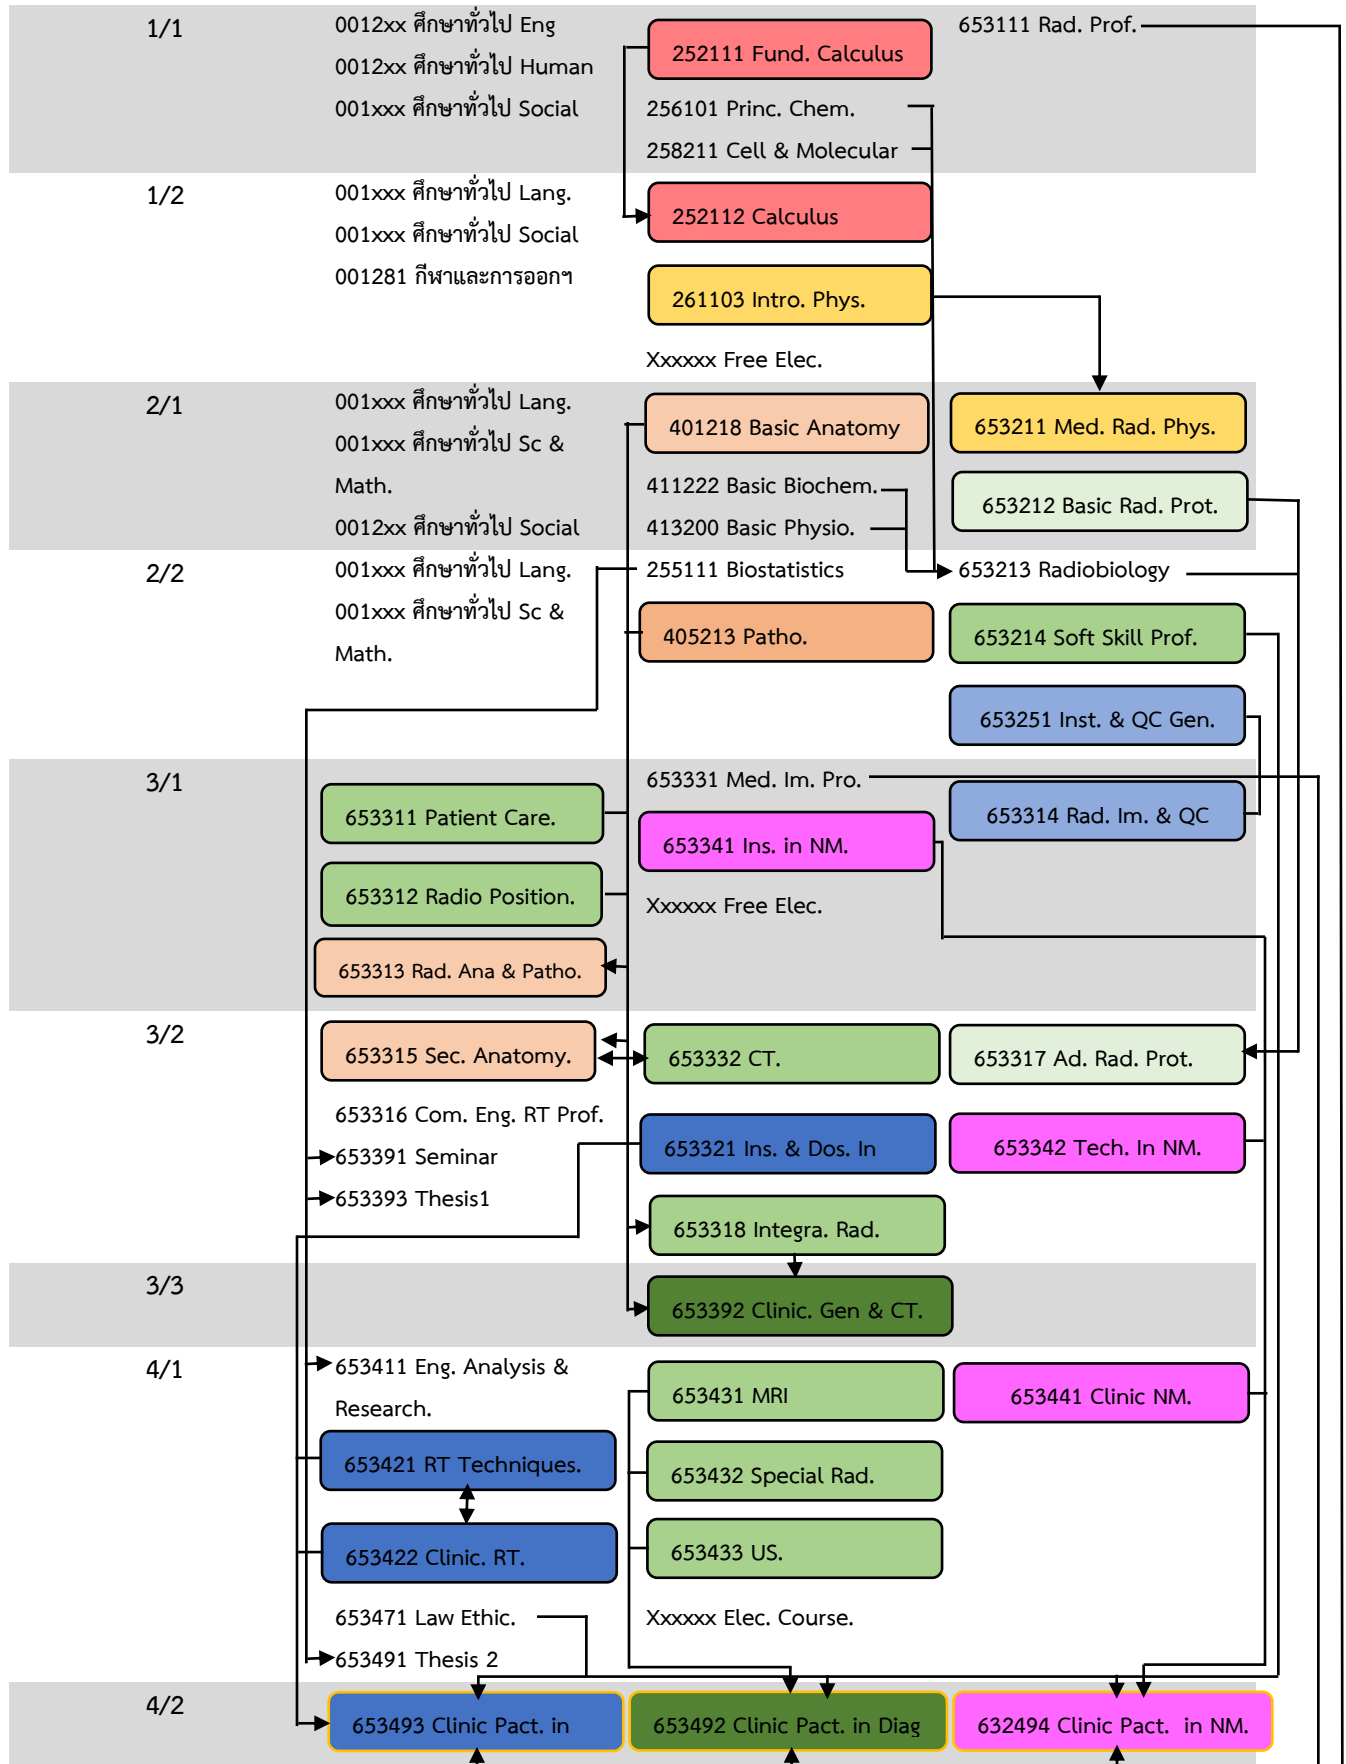 1/1
0012xx ศึกษาทั่วไป Eng
0012xx ศึกษาทั่วไป Human
001xxx ศึกษาทั่วไป Social
252111 Fund. Calculus
256101 Princ. Chem.
258211 Cell & Molecular
653111 Rad. Prof.
1/2
001xxx ศึกษาทั่วไป Lang.
001xxx ศึกษาทั่วไป Social
001281 กีฬาและการออกฯ
252112 Calculus
261103 Intro. Phys.
Xxxxxx Free Elec.
2/1
001xxx ศึกษาทั่วไป Lang.
001xxx ศึกษาทั่วไป Sc &
Math.
0012xx ศึกษาทั่วไป Social
401218 Basic Anatomy
411222 Basic Biochem.
413200 Basic Physio.
653211 Med. Rad. Phys.
653212 Basic Rad. Prot.
2/2
001xxx ศึกษาทั่วไป Lang.
001xxx ศึกษาทั่วไป Sc &
Math.
255111 Biostatistics
405213 Patho.
653213 Radiobiology
653214 Soft Skill Prof.
653251 Inst. & QC Gen.
3/1
653311 Patient Care.
653312 Radio Position.
653313 Rad. Ana & Patho.
653331 Med. Im. Pro.
653341 Ins. in NM.
Xxxxxx Free Elec.
653314 Rad. Im. & QC
3/2
653315 Sec. Anatomy.
653316 Com. Eng. RT Prof.
653391 Seminar
653393 Thesis1
653332 CT.
653321 Ins. & Dos. In
653318 Integra. Rad.
653317 Ad. Rad. Prot.
653342 Tech. In NM.
3/3
653392 Clinic. Gen & CT.
4/1
653411 Eng. Analysis &
Research.
653421 RT Techniques.
653422 Clinic. RT.
653471 Law Ethic.
653491 Thesis 2
653431 MRI
653432 Special Rad.
653433 US.
Xxxxxx Elec. Course.
653441 Clinic NM.
4/2
653493 Clinic Pact. in
653492 Clinic Pact. in Diag
632494 Clinic Pact. in NM.